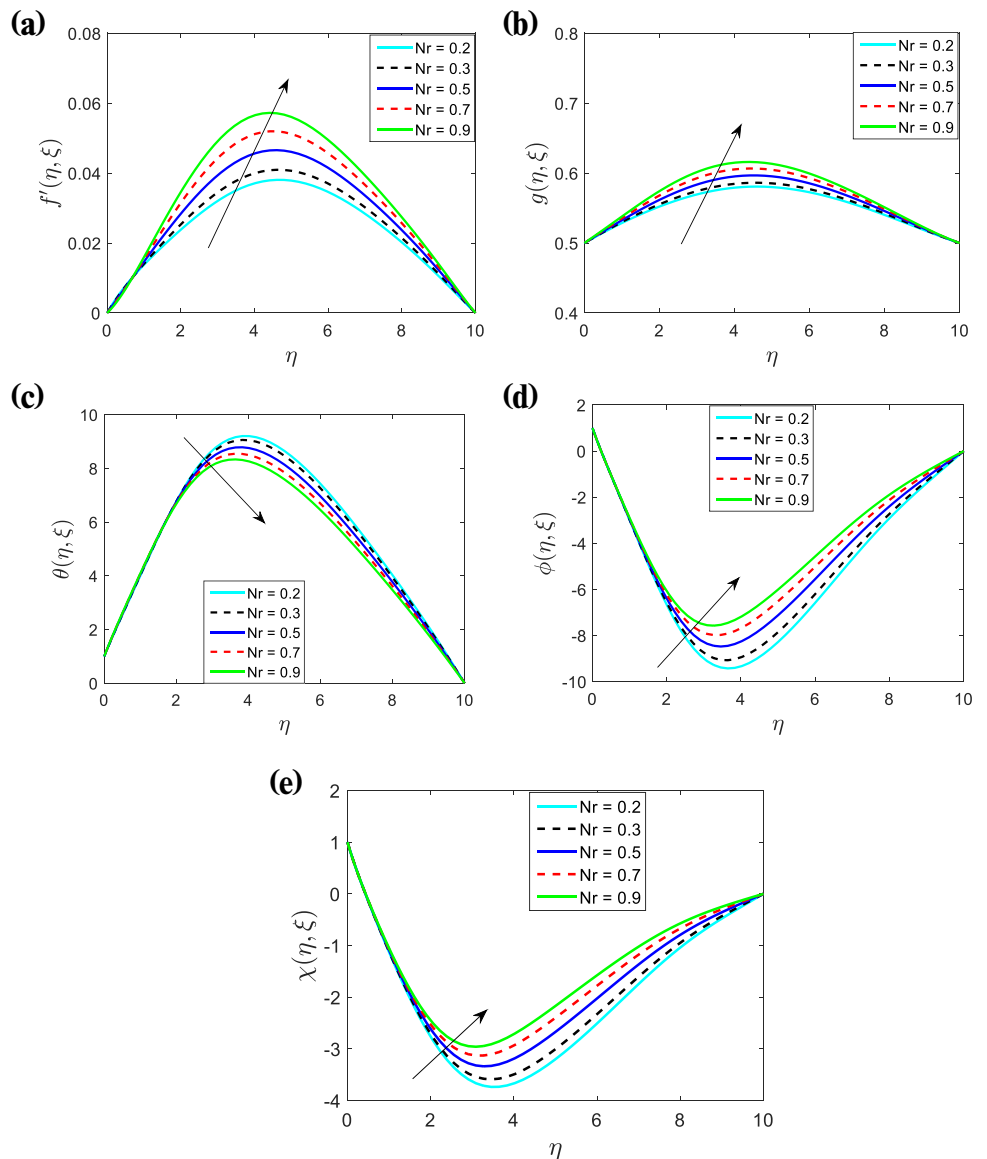 (a)
0.08
0.06
0.04
0.02
0
f′(η, ξ)
0 2 4 6 8 10
η
Nr = 0.2
Nr = 0.3
Nr = 0.5
Nr = 0.7
Nr = 0.9
(b)
0.8
0.7
0.6
0.5
0.4
g(η, ξ)
0 2 4 6 8 10
η
Nr = 0.2
Nr = 0.3
Nr = 0.5
Nr = 0.7
Nr = 0.9
(c)
10
8
6
4
2
0
θ(η, ξ)
0 2 4 6 8 10
η
Nr = 0.2
Nr = 0.3
Nr = 0.5
Nr = 0.7
Nr = 0.9
(d)
2
0
-2
-4
-6
-8
-10
ϕ(η, ξ)
0 2 4 6 8 10
η
Nr = 0.2
Nr = 0.3
Nr = 0.5
Nr = 0.7
Nr = 0.9
(e)
2
1
0
-1
-2
-3
-4
χ(η, ξ)
0 2 4 6 8 10
η
Nr = 0.2
Nr = 0.3
Nr = 0.5
Nr = 0.7
Nr = 0.9